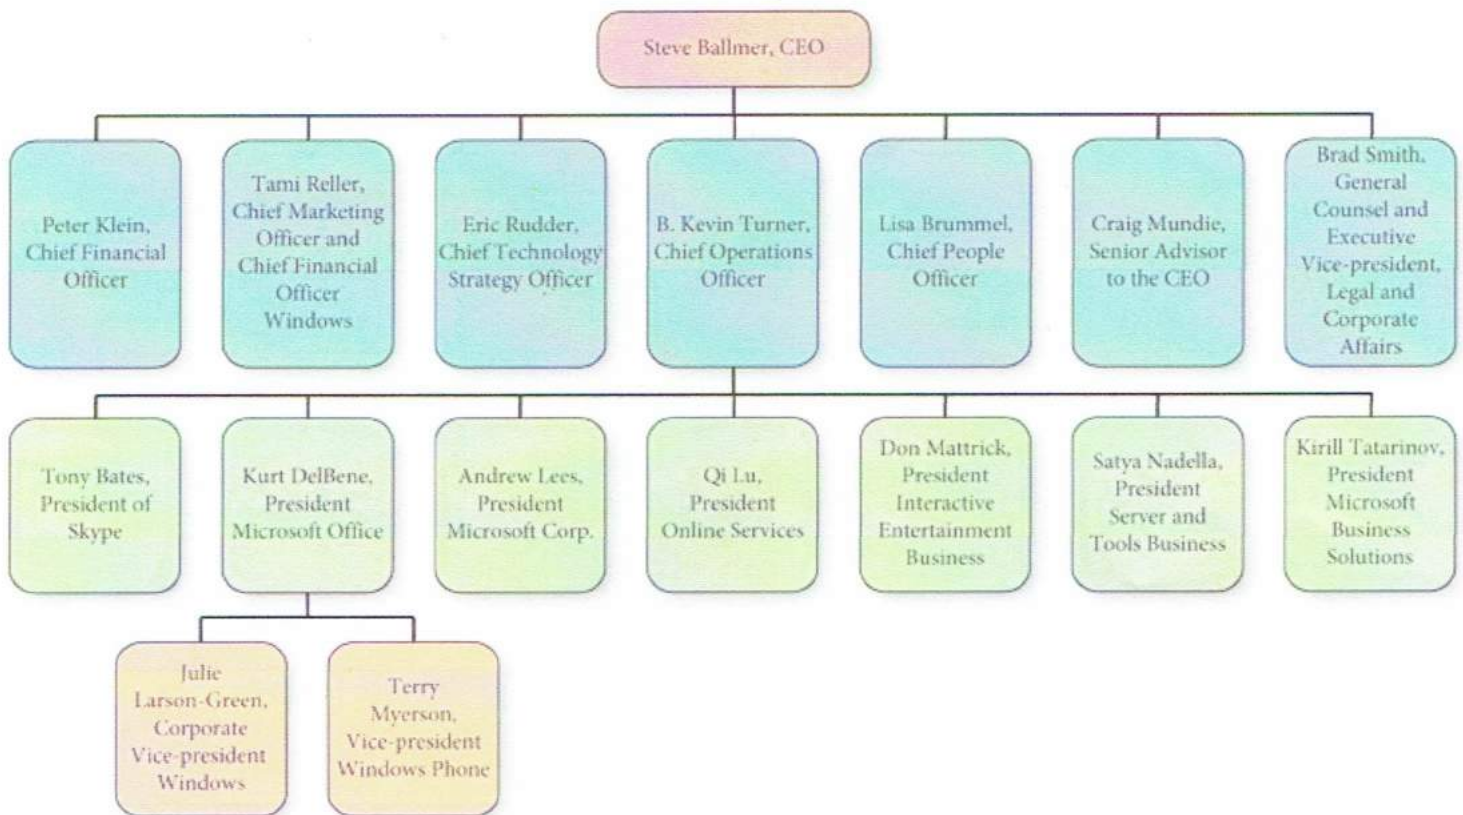 Steve Ballmer, CEO
Peter Klein,
Chief Financial
Officer
Tami Reller,
Chief Marketing
Officer and
Chief Financial
Officer
Windows
Eric Rudder,
Chief Technology
Strategy Officer
B. Kevin Turner,
Chief Operations
Officer
Lisa Brummel,
Chief People
Officer
Craig Mundie,
Senior Advisor
to the CEO
Brad Smith,
General
Counsel and
Executive
Vice-president,
Legal and
Corporate
Affairs
Tony Bates,
President of
Skype
Kurt DelBene,
President
Microsoft Office
Andrew Lees,
President
Microsoft Corp.
Qi Lu,
President
Online Services
Don Mattrick,
President
Interactive
Entertainment
Business
Satya Nadella,
President
Server and
Tools Business
Kirill Tatarinov,
President
Microsoft
Business
Solutions
Julie
Larson-Green,
Corporate
Vice-president
Windows
Terry
Myerson,
Vice-president
Windows Phone